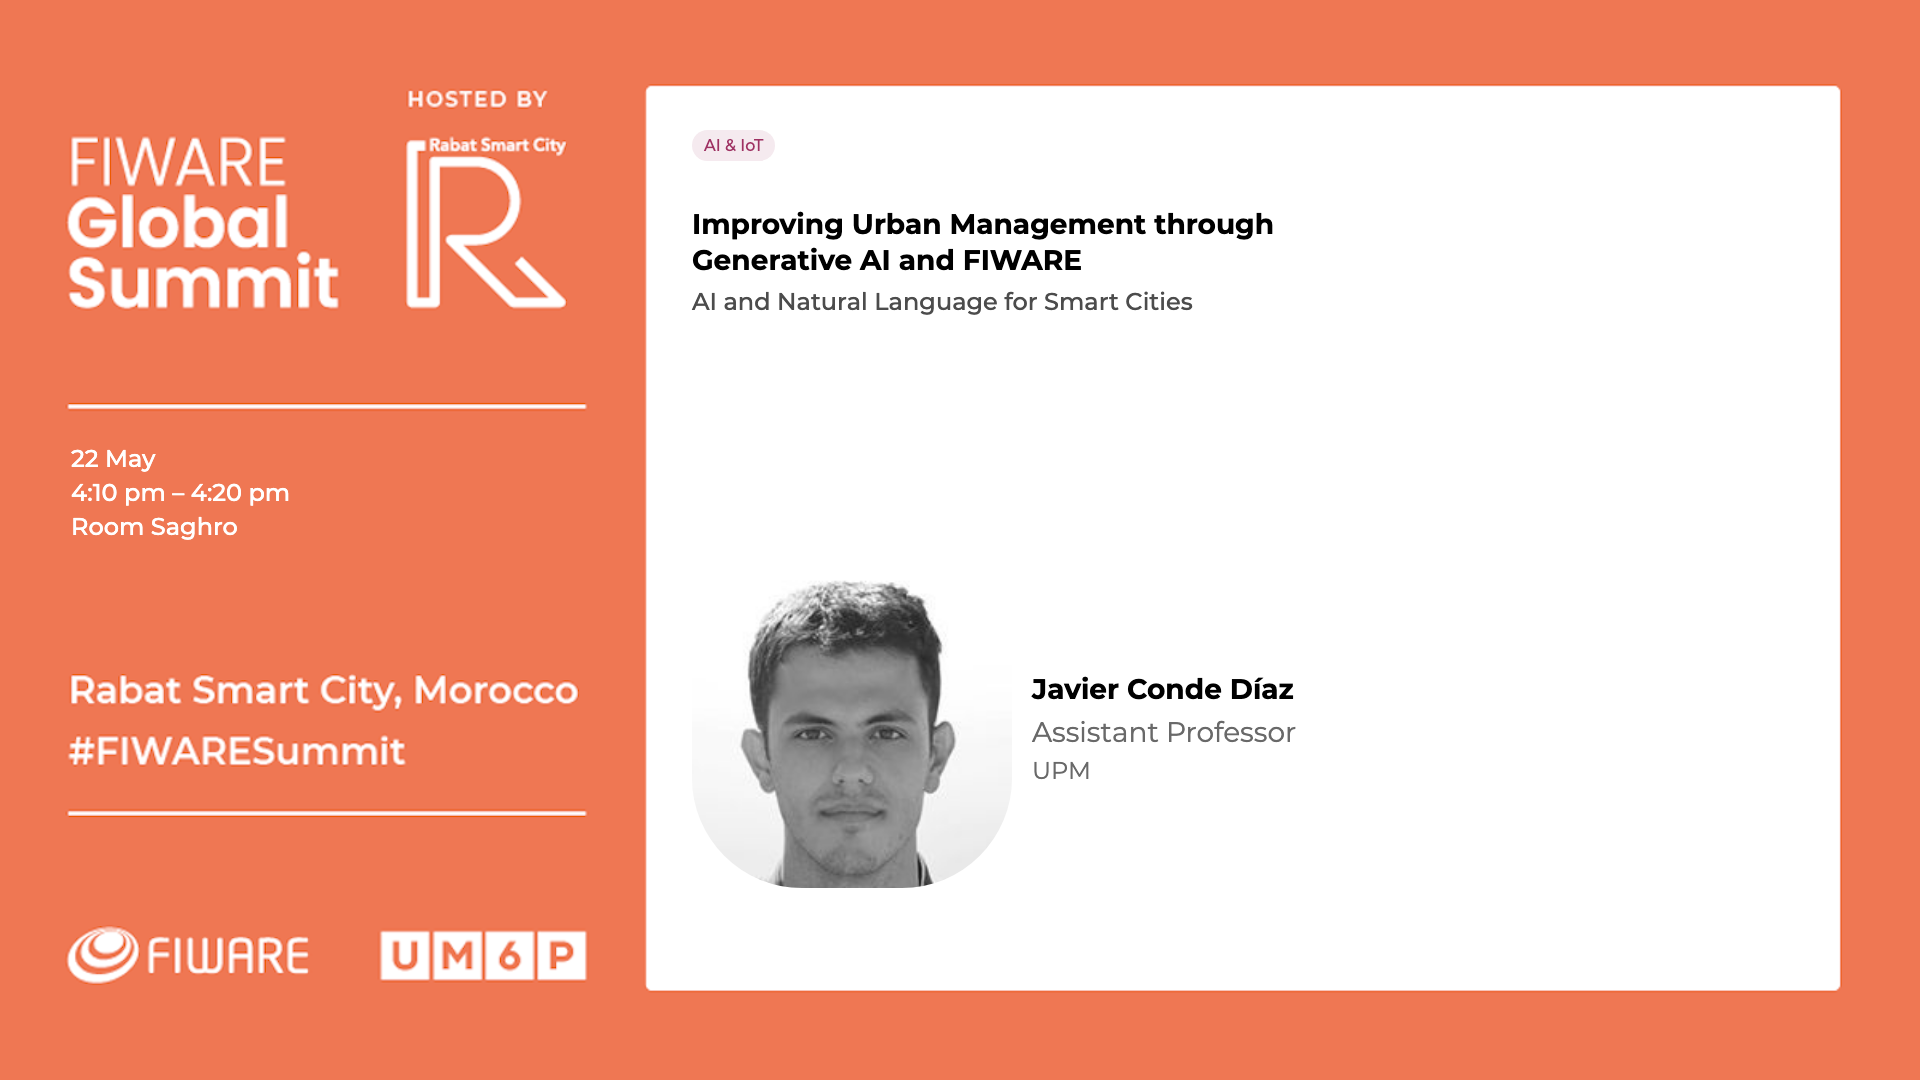 HOSTED BY
FIWARE
Global
Summit
Rabat Smart City
22 May
4:10 pm – 4:20 pm
Room Saghro
Rabat Smart City, Morocco
#FIWARESummit
FIWARE
UM6P
AI & IoT
Improving Urban Management through
Generative AI and FIWARE
AI and Natural Language for Smart Cities
Javier Conde Díaz
Assistant Professor
UPM